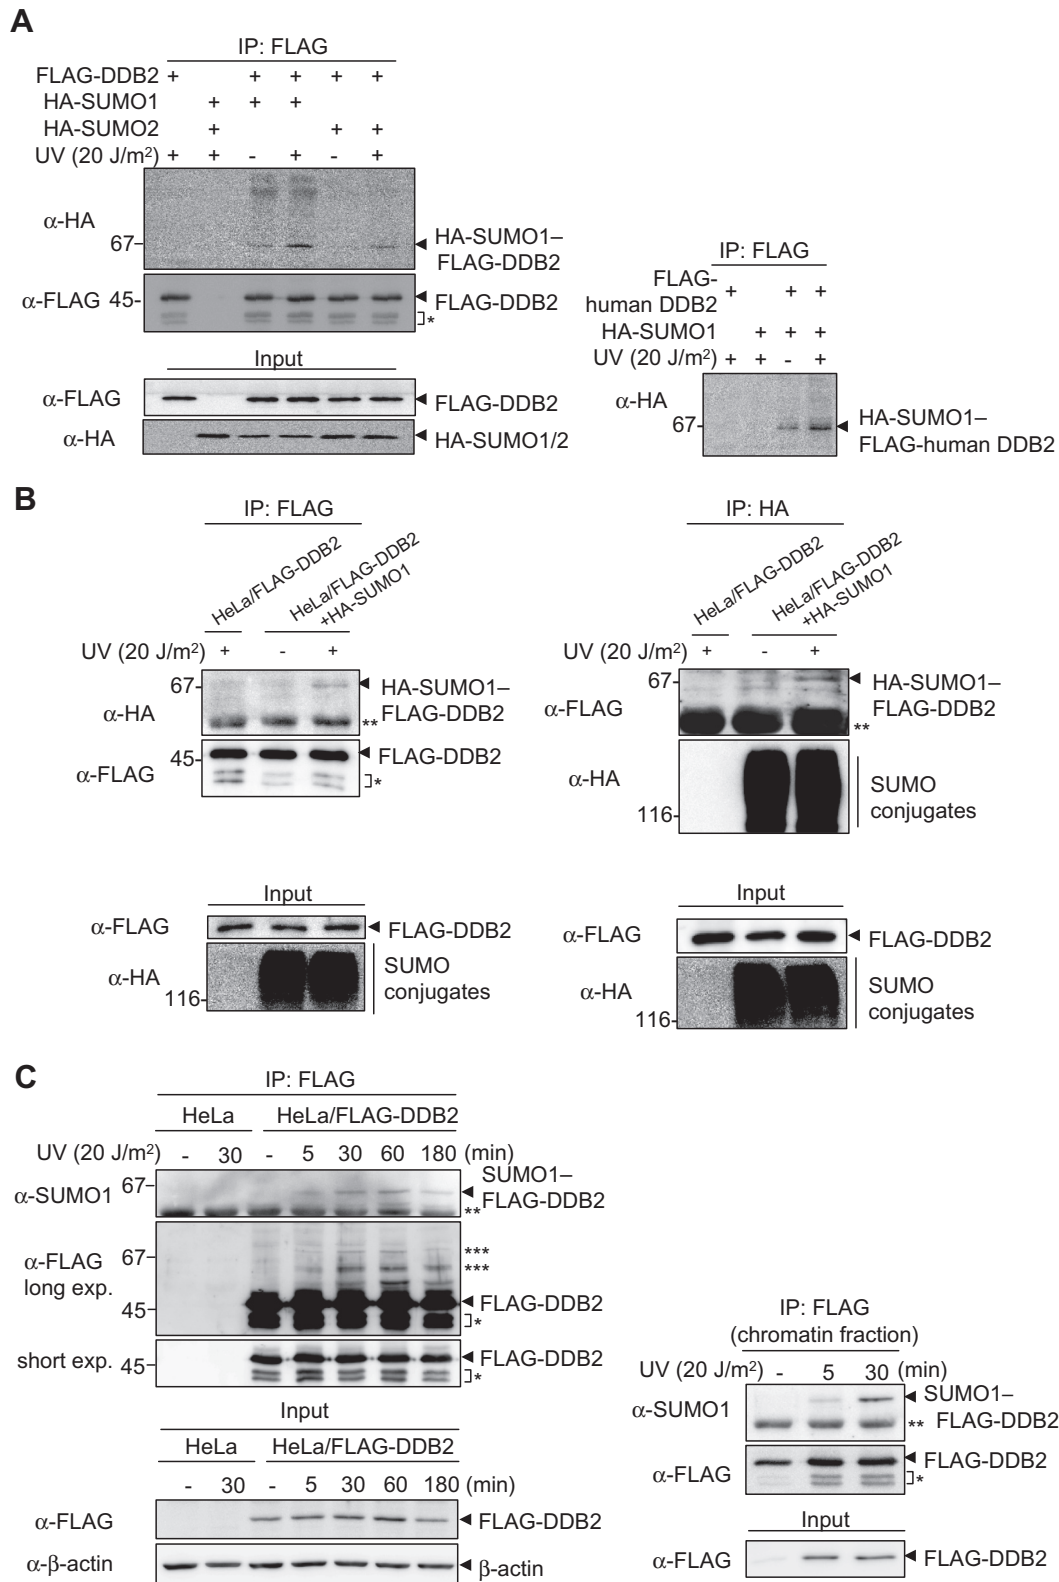 A
IP: FLAG
FLAG-DDB2 + + + + +
HA-SUMO1 + + +
HA-SUMO2 + + +
UV (20 J/m²) + + - + - +
α-HA
67
HA-SUMO1–
FLAG-DDB2
α-FLAG 45-
FLAG-DDB2
*
Input
α-FLAG
FLAG-DDB2
α-HA
HA-SUMO1/2
IP: FLAG
FLAG-
human DDB2 + + +
HA-SUMO1 + + +
UV (20 J/m²) + + - +
α-HA
67-
HA-SUMO1–
FLAG-human DDB2
B
IP: FLAG
HeLa/FLAG-DDB2
HeLa/FLAG-DDB2
+HA-SUMO1
UV (20 J/m²) + - +
67-
α-HA
HA-SUMO1–
FLAG-DDB2
**
45-
α-FLAG
FLAG-DDB2
*
Input
α-FLAG
FLAG-DDB2
α-HA
116-
SUMO
conjugates
IP: HA
HeLa/FLAG-DDB2
HeLa/FLAG-DDB2
+HA-SUMO1
UV (20 J/m²) + - +
67-
α-FLAG
HA-SUMO1–
FLAG-DDB2
**
α-HA
116-
SUMO
conjugates
Input
α-FLAG
FLAG-DDB2
α-HA
116-
SUMO
conjugates
C
IP: FLAG
HeLa HeLa/FLAG-DDB2
UV (20 J/m²) - 30 - 5 30 60 180 (min)
α-SUMO1 67-
SUMO1–
FLAG-DDB2
**
α-FLAG
long exp.
67-
45-
***
***
FLAG-DDB2
*
short exp. 45-
FLAG-DDB2
*
Input
HeLa HeLa/FLAG-DDB2
- 30 - 5 30 60 180 (min)
α-FLAG
FLAG-DDB2
α-β-actin
β-actin
IP: FLAG
(chromatin fraction)
UV (20 J/m²) - 5 30 (min)
α-SUMO1
SUMO1–
** FLAG-DDB2
α-FLAG
FLAG-DDB2
*
Input
α-FLAG
FLAG-DDB2